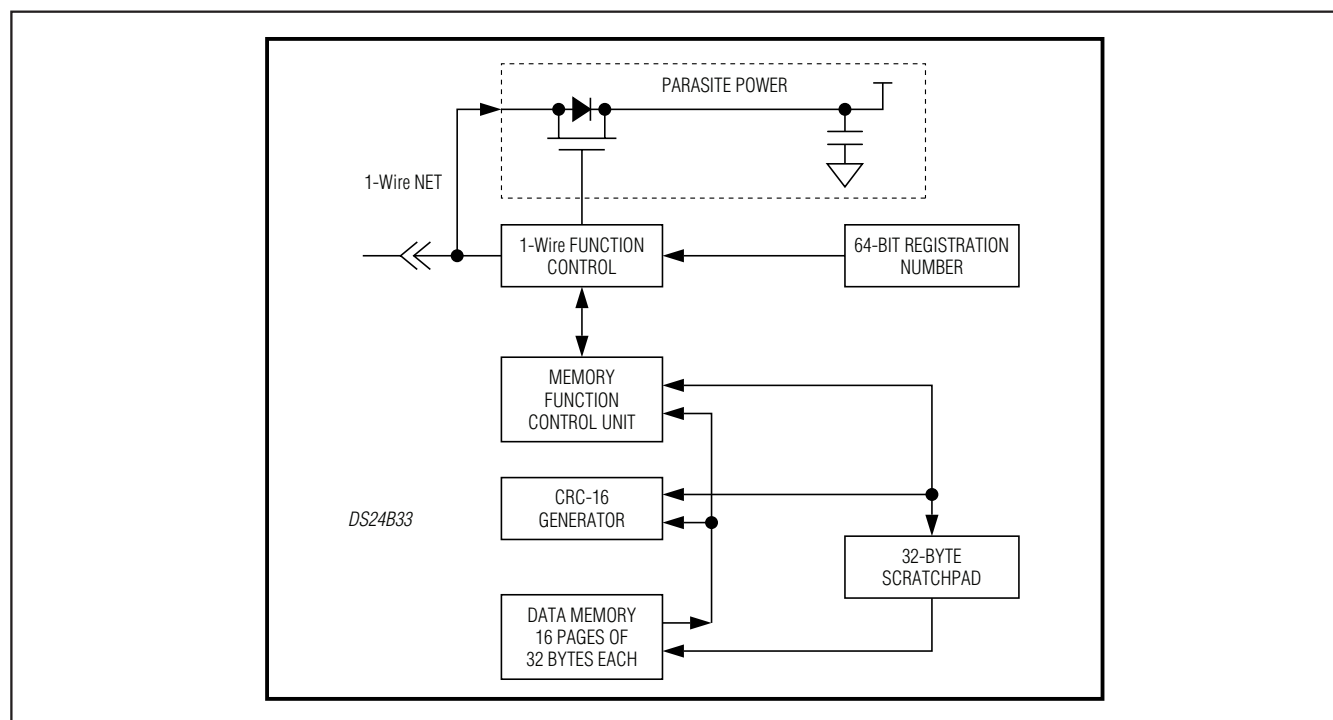 PARASITE POWER
1-Wire NET
1-Wire FUNCTION
CONTROL
64-BIT REGISTRATION
NUMBER
MEMORY
FUNCTION
CONTROL UNIT
CRC-16
GENERATOR
DS24B33
32-BYTE
SCRATCHPAD
DATA MEMORY
16 PAGES OF
32 BYTES EACH